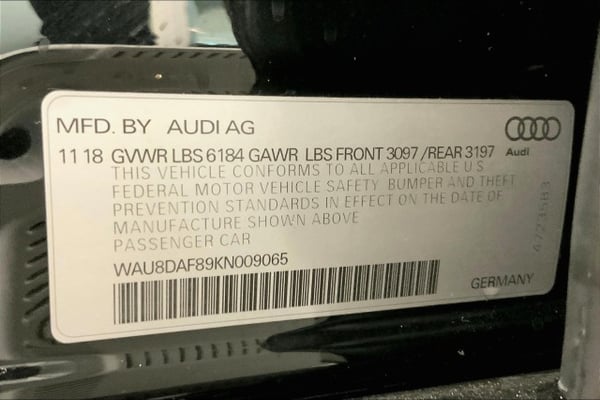 MFD. BY AUDI AG
11 18 GVWR LBS 6184 GAWR LBS FRONT 3097 /REAR 3197
Audi
THIS VEHICLE CONFORMS TO ALL APPLICABLE U S
FEDERAL MOTOR VEHICLE SAFETY BUMPER AND THEFT
PREVENTION STANDARDS IN EFFECT ON THE DATE OF
MANUFACTURE SHOWN ABOVE
PASSENGER CAR
WAU8DAF89KN009065
GERMANY